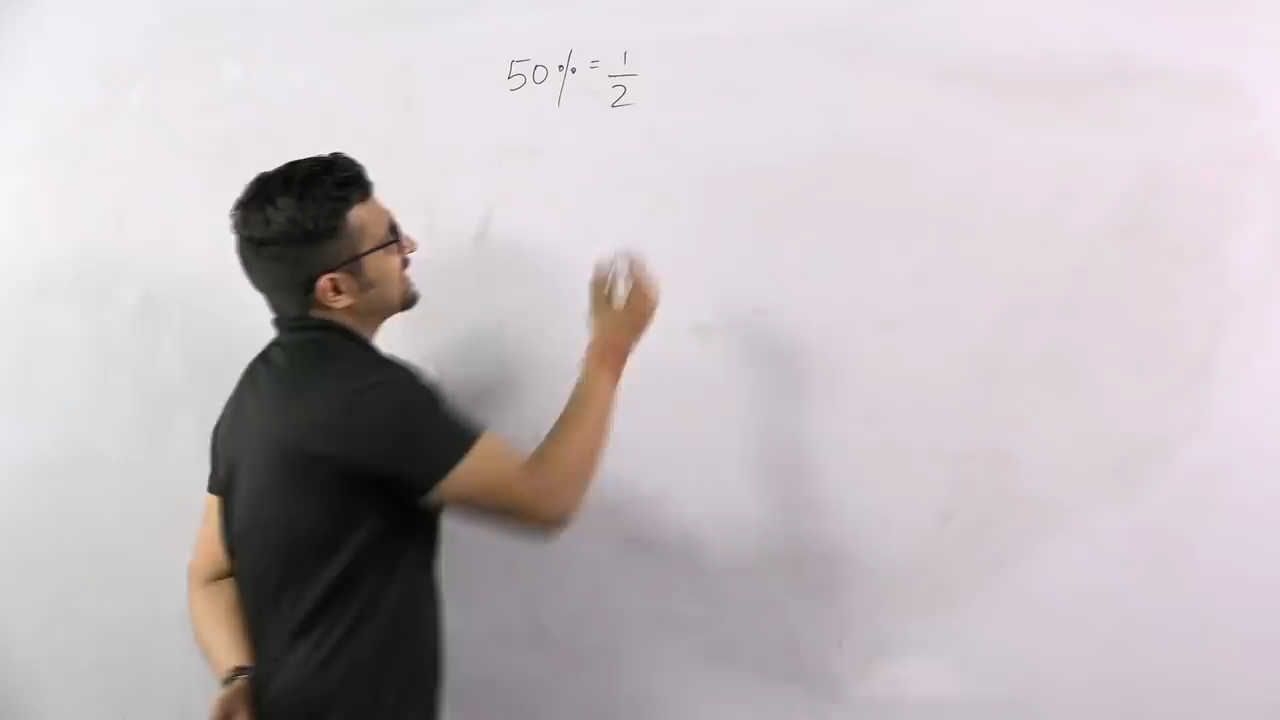 50% = 1/2